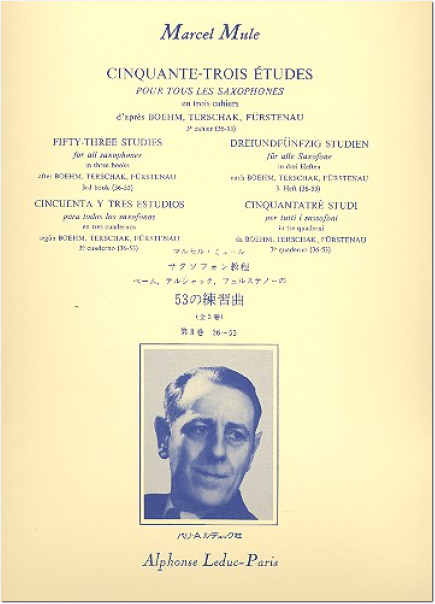 Marcel Mule
CINQUANTE-TROIS ÉTUDES
POUR TOUS LES SAXOPHONES
en trois cahiers
d'après BOEHM, TERSCHAK, FÜRSTENAU
3e cahier (36-53)
FIFTY-THREE STUDIES
for all saxophones
in three books
after BOEHM, TERSCHAK, FÜRSTENAU
3rd book (36-53)
DREIUNDFÜNFZIG STUDIEN
für alle Saxofone
in drei Heften
nach BOEHM, TERSCHAK, FÜRSTENAU
3. Heft (36-53)
CINCUENTA Y TRES ESTUDIOS
para todos los saxofonos
en tres cuadernos
según BOEHM, TERSCHAK, FÜRSTENAU
3º cuaderno (36-53)
CINQUANTATRÈ STUDI
per tutti i sassofoni
in tre quaderni
da BOEHM, TERSCHAK, FÜRSTENAU
3º quaderno (36-53)
マルセル・ミュール
サクソフォン教程
ベーム, テルシャック, フュルステノーの
53の練習曲
(全3巻)
第3巻 36〜53
パリ・A.ルデュック社
Alphonse Leduc-Paris